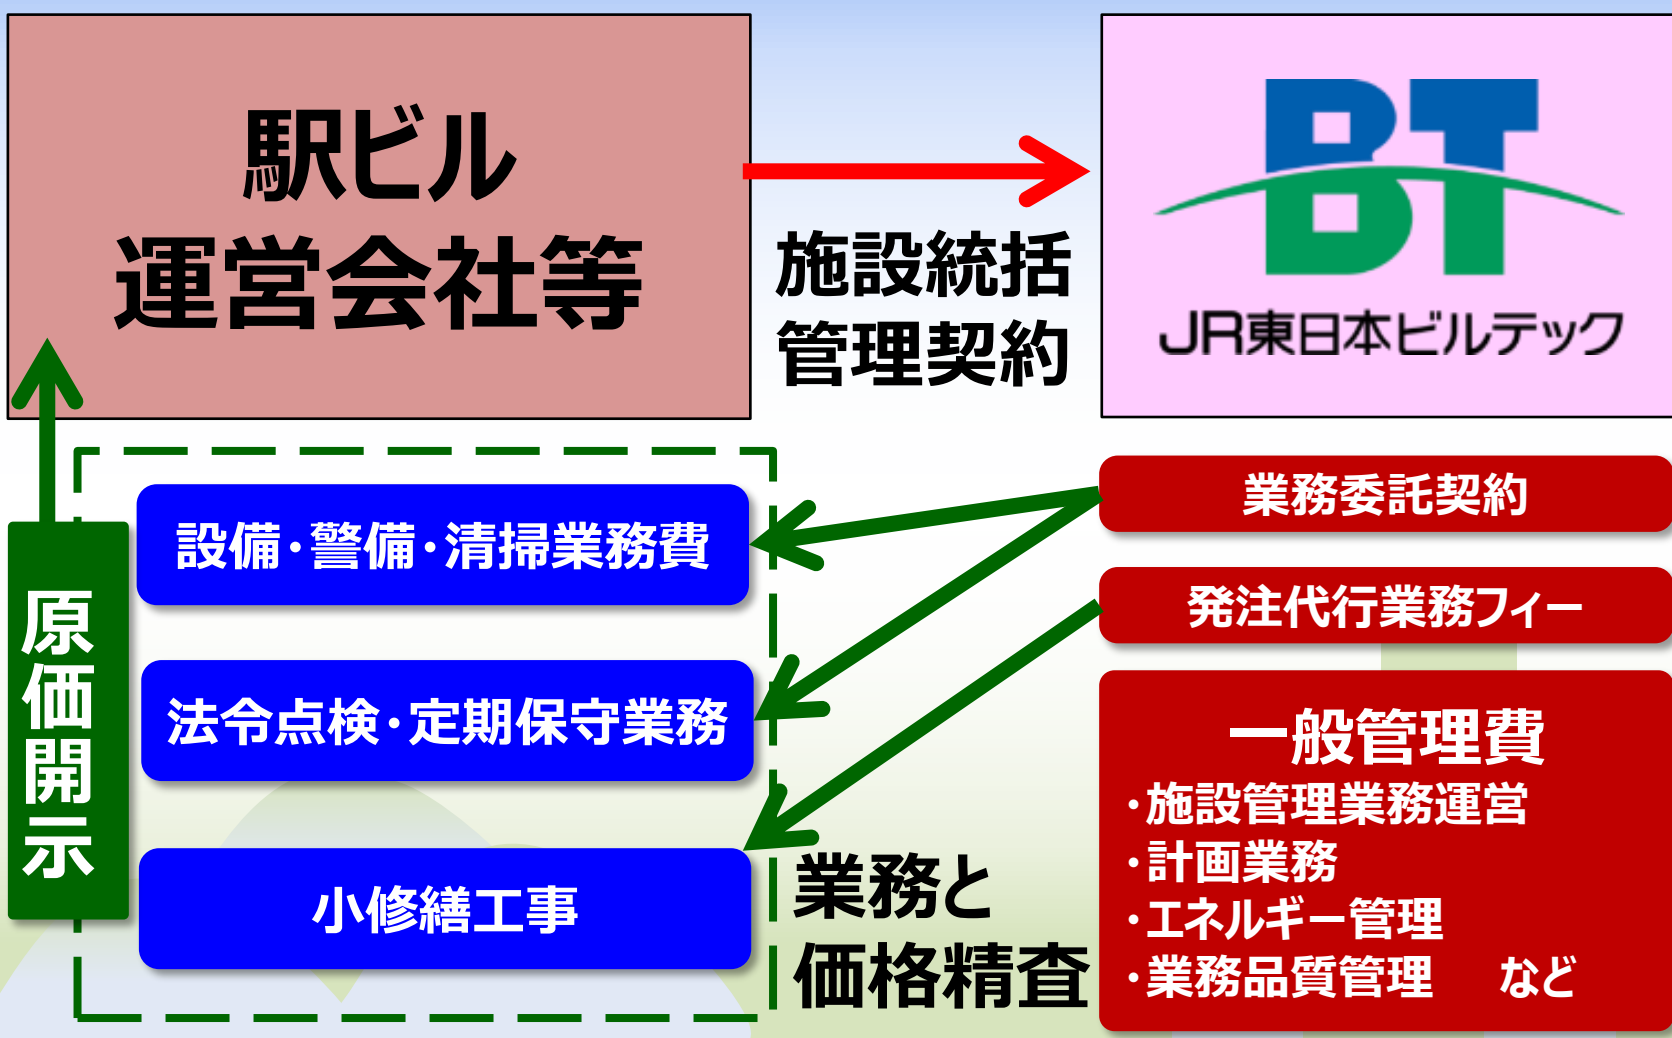 駅ビル
運営会社等
施設統括
管理契約
BT
JR東日本ビルテック
原価開示
設備・警備・清掃業務費
法令点検・定期保守業務
小修繕工事
業務と
価格精査
業務委託契約
発注代行業務フィー
一般管理費
・施設管理業務運営
・計画業務
・エネルギー管理
・業務品質管理　など